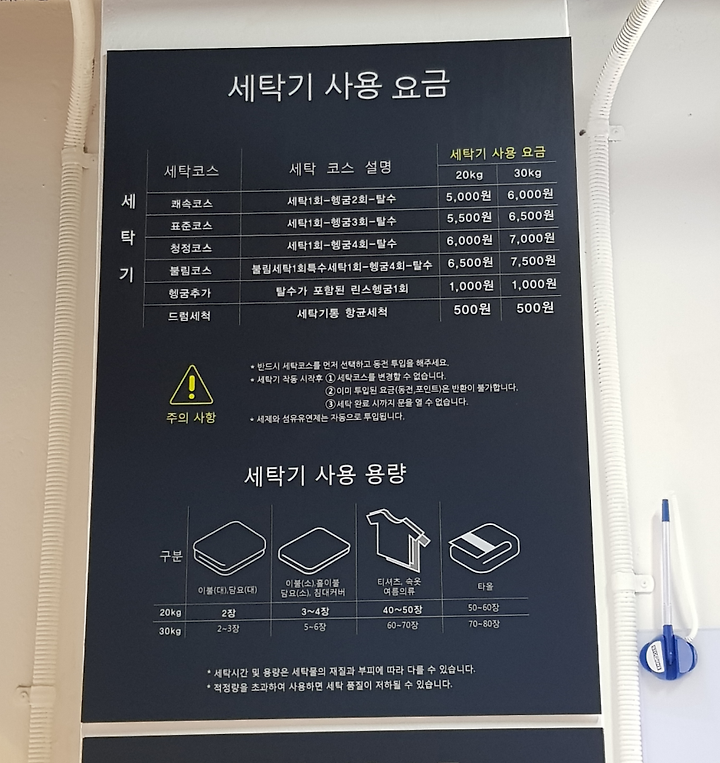 세탁기 사용 요금
세탁기 사용 요금
세탁코스 세탁 코스 설명 20kg 30kg
세탁기
쾌속코스 세탁1회-헹굼2회-탈수 5,000원 6,000원
표준코스 세탁1회-헹굼3회-탈수 5,500원 6,500원
청정코스 세탁1회-헹굼4회-탈수 6,000원 7,000원
불림코스 불림세탁1회특수세탁1회-헹굼4회-탈수 6,500원 7,500원
헹굼추가 탈수가 포함된 린스헹굼1회 1,000원 1,000원
드럼세척 세탁기통 항균세척 500원 500원
주의 사항
* 반드시 세탁코스를 먼저 선택하고 동전 투입을 해주세요.
* 세탁기 작동 시작후 ① 세탁코스를 변경할 수 없습니다.
② 이미 투입된 요금(동전,포인트)은 반환이 불가합니다.
③ 세탁 완료 시까지 문을 열 수 없습니다.
* 세제와 섬유유연제는 자동으로 투입됩니다.
세탁기 사용 용량
구분
이불(대),담요(대)
이불(소),홑이불
담요(소), 침대커버
티셔츠, 속옷
여름의류
타올
20kg 2장 3~4장 40~50장 50~60장
30kg 2~3장 5~6장 60~70장 70~80장
* 세탁시간 및 용량은 세탁물의 재질과 부피에 따라 다를 수 있습니다.
* 적정량을 초과하여 사용하면 세탁 품질이 저하될 수 있습니다.